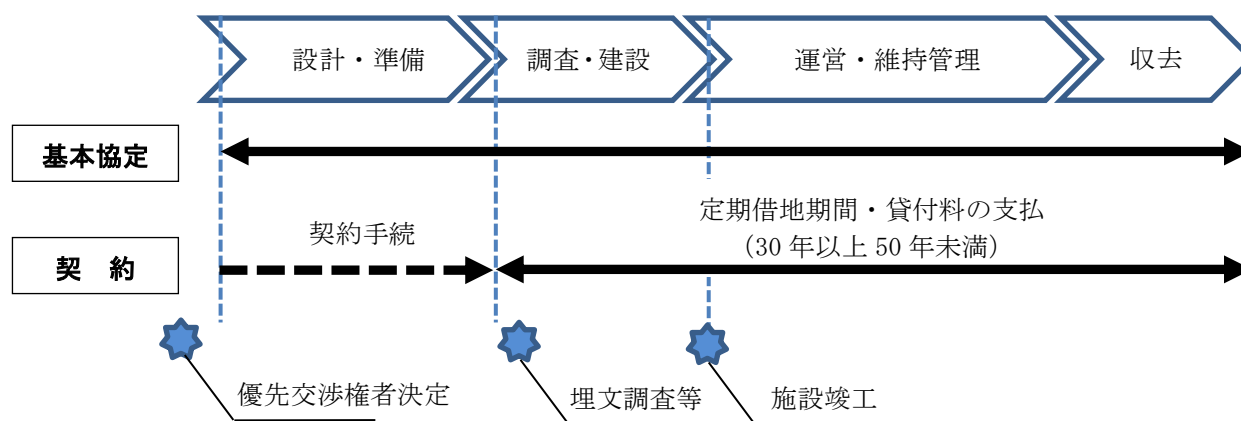 設計・準備
調査・建設
運営・維持管理
収去
基本協定
定期借地期間・貸付料の支払
（30 年以上 50 年未満）
契約手続
契　約
優先交渉権者決定
埋文調査等
施設竣工